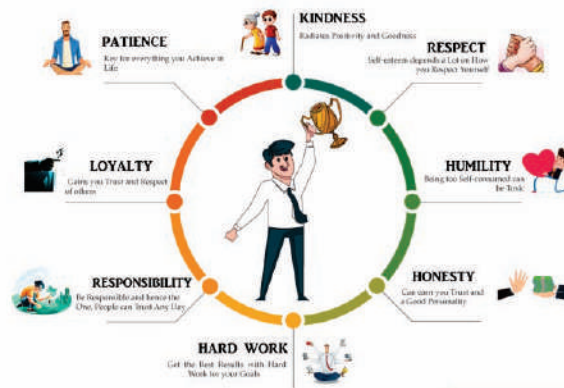 KINDNESS
Radiates Positivity and Goodness
RESPECT
Self-esteem depends a Lot on How
you Respect Yourself
HUMILITY
Being too Self-consumed can
be Toxic
HONESTY
Can earn you Trust and
a Good Personality
HARD WORK
Get the Best Results with Hard
Work for your Goals
RESPONSIBILITY
Be Responsible and hence the
One, People can Trust Any Day
LOYALTY
Gains you Trust and Respect
of others
PATIENCE
Key for everything you Achieve in
Life